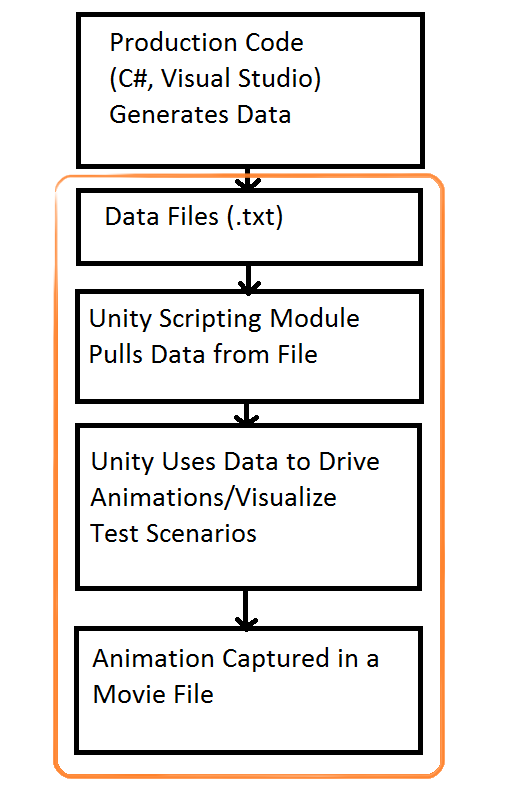 Production Code
(C#, Visual Studio)
Generates Data
Data Files (.txt)
Unity Scripting Module
Pulls Data from File
Unity Uses Data to Drive
Animations/Visualize
Test Scenarios
Animation Captured in a
Movie File